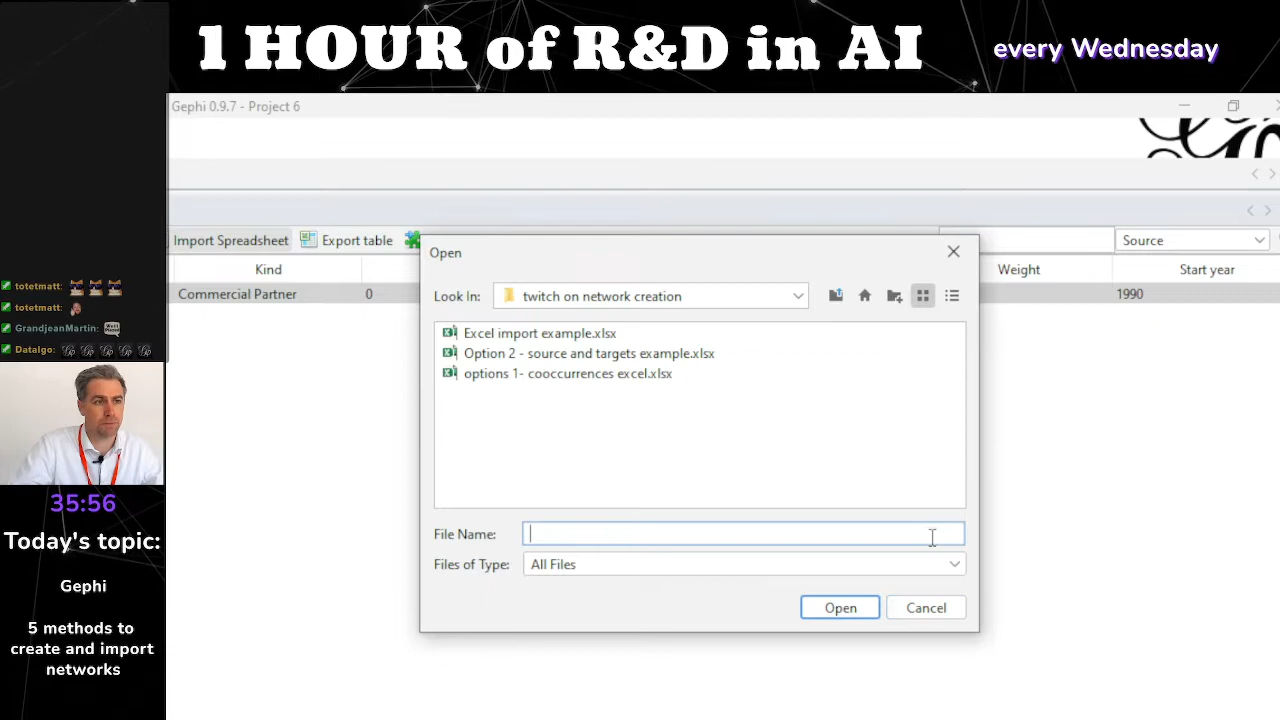 1 HOUR of R&D in AI
every Wednesday
Gephi 0.9.7 - Project 6
Import Spreadsheet
Export table
Source
Kind
Weight
Start year
Commercial Partner
0
1990
Open
Look In:
twitch on network creation
Excel import example.xlsx
Option 2 - source and targets example.xlsx
options 1- cooccurrences excel.xlsx
File Name:
Files of Type:
All Files
Open
Cancel
totetmatt:
totetmatt:
GrandjeanMartin:
Datalgo:
35:56
Today's topic:
Gephi
5 methods to
create and import
networks